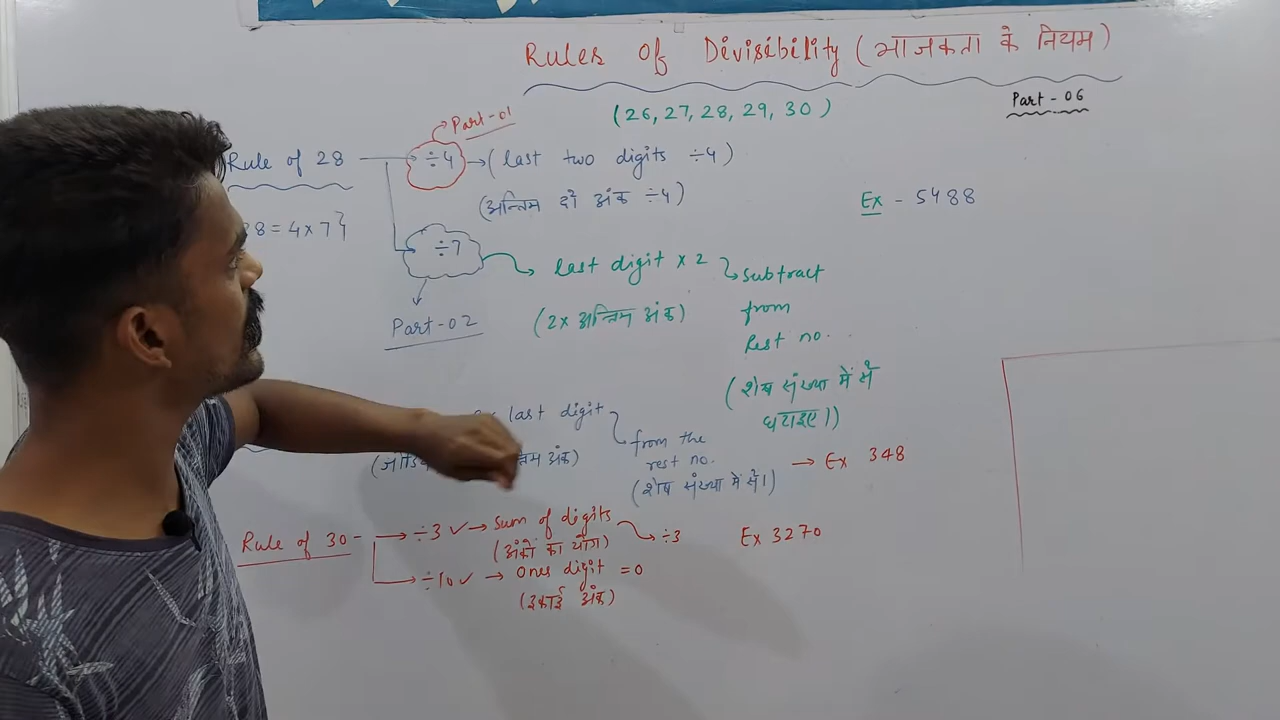 Rules of Divisibility (भाजकता के नियम)
(26, 27, 28, 29, 30)
Part - 06
Part-01
Rule of 28
÷4 → (last two digits ÷4)
(अन्तिम दो अंक ÷4)
Ex - 5488
8 = 4 x 7}
÷7
last digit x 2
Subtract
from
Rest no.
(2x अन्तिम अंक)
Part-02
(शेष संख्या में से
घटाइए।)
last digit
from the
rest no.
(शेष संख्या में से।)
अंक)
→ Ex 348
Rule of 30 → ÷3 ✓ → Sum of digits
(अंको का योग)
÷3
Ex 3270
→ ÷10 ✓ → Ones digit = 0
(इकाई अंक)